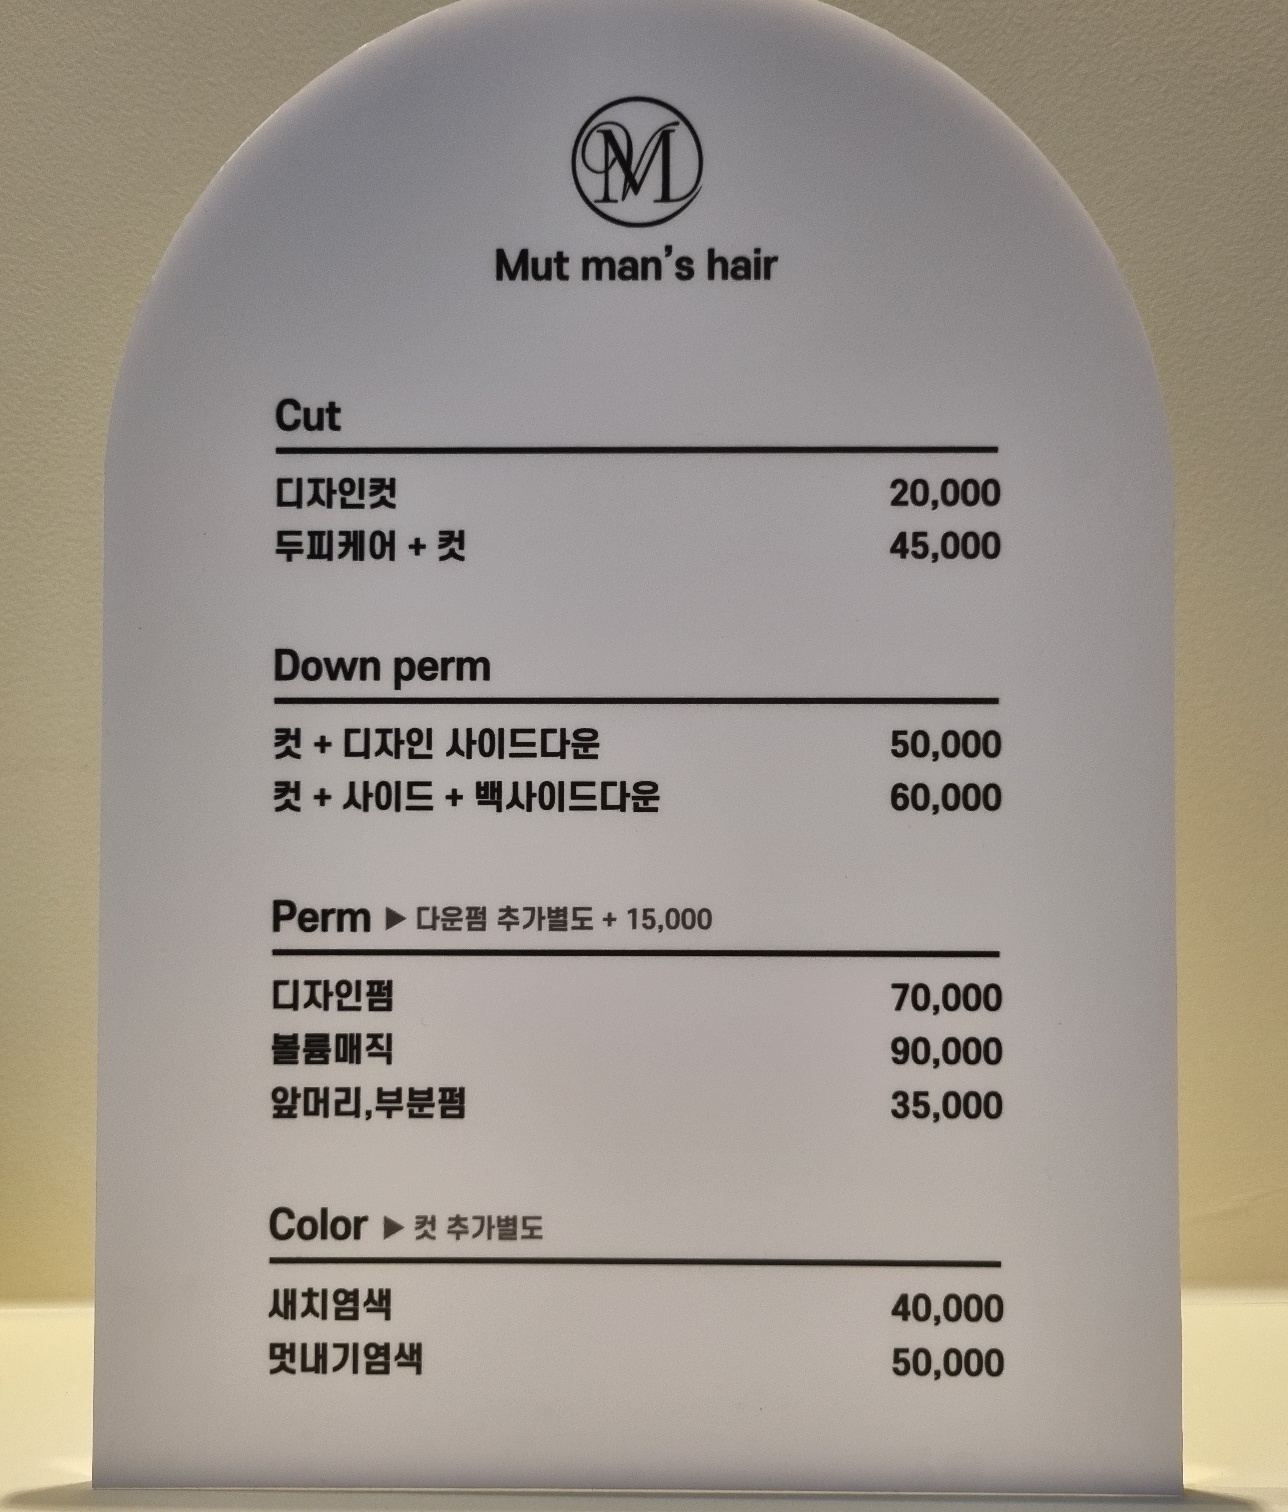 M
Mut man's hair
Cut
디자인컷 20,000
두피케어 + 컷 45,000
Down perm
컷 + 디자인 사이드다운 50,000
컷 + 사이드 + 백사이드다운 60,000
Perm ▶ 다운펌 추가별도 + 15,000
디자인펌 70,000
볼륨매직 90,000
앞머리,부분펌 35,000
Color ▶ 컷 추가별도
새치염색 40,000
멋내기염색 50,000